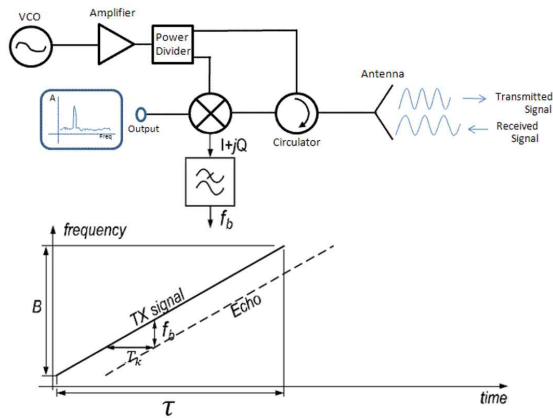 VCO
Amplifier
Power
Divider
Antenna
Transmitted
Signal
Received
Signal
A
Freq
Output
Circulator
I+jQ
f_b
frequency
B
TX signal
Echo
f_b
T_k
time
τ